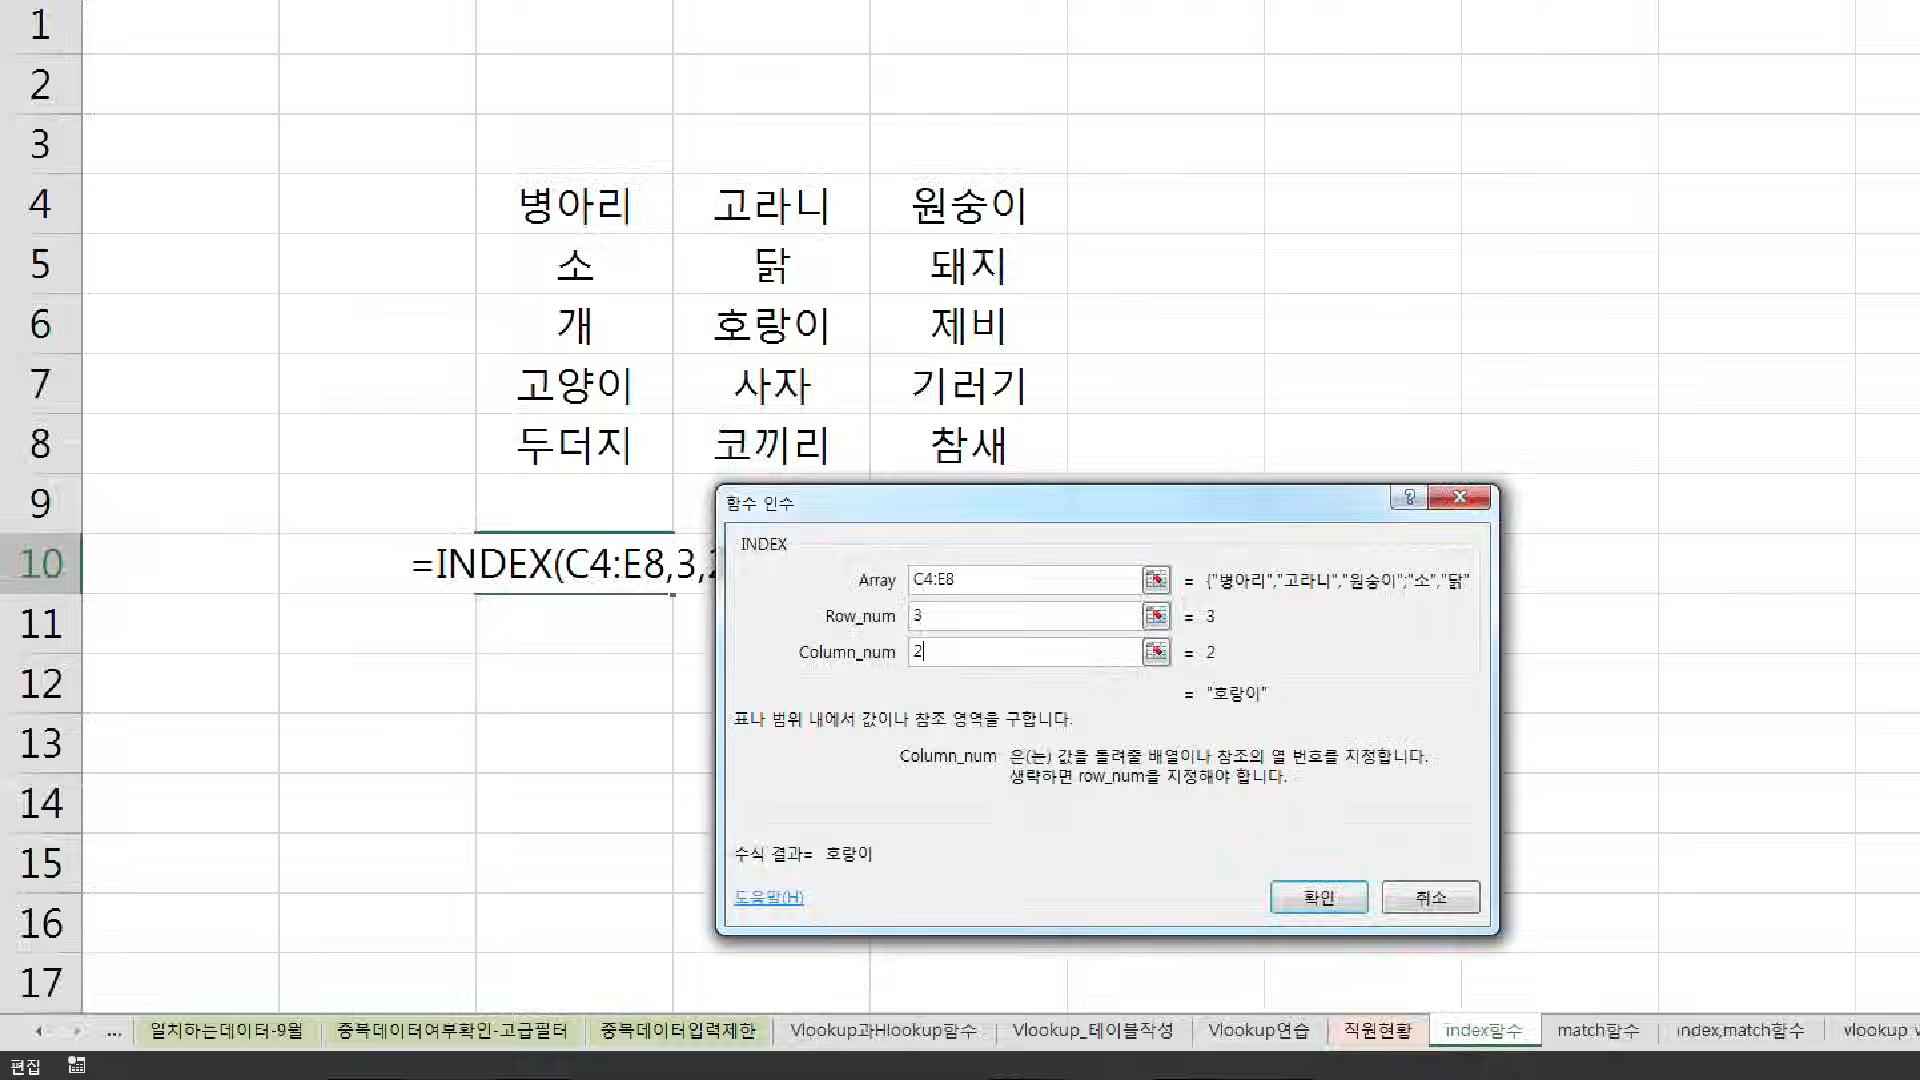 1
2
3
4 병아리 고라니 원숭이
5 소 닭 돼지
6 개 호랑이 제비
7 고양이 사자 기러기
8 두더지 코끼리 참새
9
10 =INDEX(C4:E8,3,2
11
12
13
14
15
16
17
함수 인수
?
INDEX
Array C4:E8 = {"병아리","고라니","원숭이";"소","닭"
Row_num 3 = 3
Column_num 2 = 2
= "호랑이"
표나 범위 내에서 값이나 참조 영역을 구합니다.
Column_num 은(는) 값을 돌려줄 배열이나 참조의 열 번호를 지정합니다.
생략하면 row_num을 지정해야 합니다.
수식 결과= 호랑이
도움말(H) 확인 취소
... 일치하는데이터-9월 중복데이터여부확인-고급필터 중복데이터입력제한 Vlookup과Hlookup함수 Vlookup_테이블작성 Vlookup연습 직원현황 index함수 match함수 index,match함수 vlookup
편집